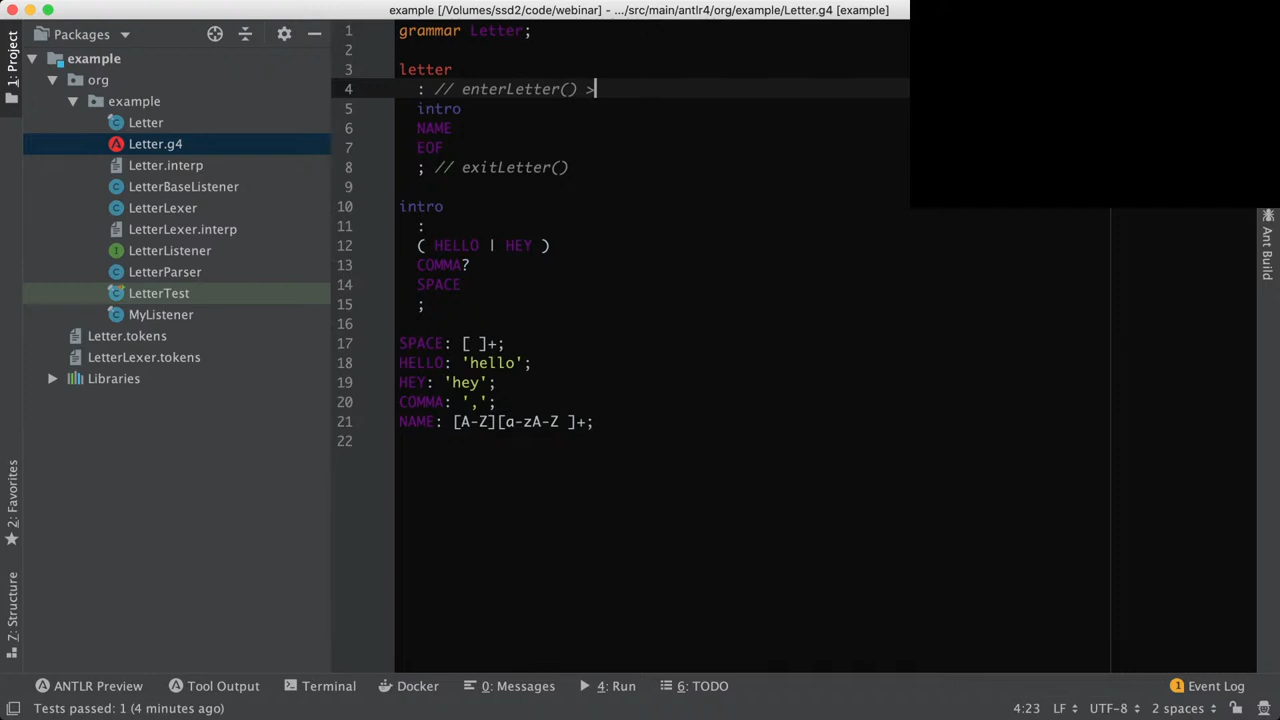 example [/Volumes/ssd2/code/webinar] - .../src/main/antlr4/org/example/Letter.g4 [example]
1: Project
Packages
example
org
example
Letter
Letter.g4
Letter.interp
LetterBaseListener
LetterLexer
LetterLexer.interp
LetterListener
LetterParser
LetterTest
MyListener
Letter.tokens
LetterLexer.tokens
Libraries
2: Favorites
7: Structure
1 grammar Letter;
2
3 letter
4 : // enterLetter() >
5 intro
6 NAME
7 EOF
8 ; // exitLetter()
9
10 intro
11 :
12 ( HELLO | HEY )
13 COMMA?
14 SPACE
15 ;
16
17 SPACE: [ ]+;
18 HELLO: 'hello';
19 HEY: 'hey';
20 COMMA: ',';
21 NAME: [A-Z][a-zA-Z ]+;
22
Ant Build
ANTLR Preview Tool Output Terminal Docker 0: Messages 4: Run 6: TODO 1 Event Log
Tests passed: 1 (4 minutes ago) 4:23 LF UTF-8 2 spaces